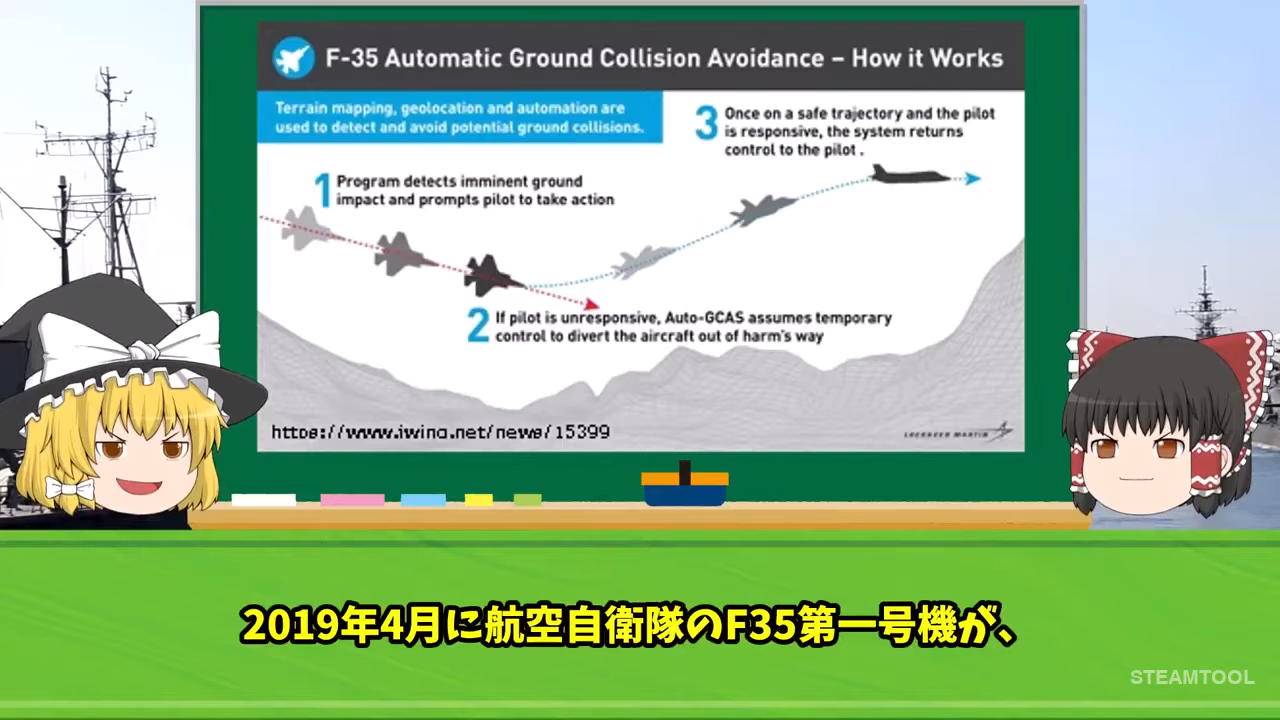 F-35 Automatic Ground Collision Avoidance – How it Works
Terrain mapping, geolocation and automation are
used to detect and avoid potential ground collisions.
3 Once on a safe trajectory and the pilot
is responsive, the system returns
control to the pilot .
1 Program detects imminent ground
impact and prompts pilot to take action
2 If pilot is unresponsive, Auto-GCAS assumes temporary
control to divert the aircraft out of harm's way
https://www.iwing.net/news/15399
LOCKHEED MARTIN
2019年4月に航空自衛隊のF35第一号機が、
STEAMTOOL